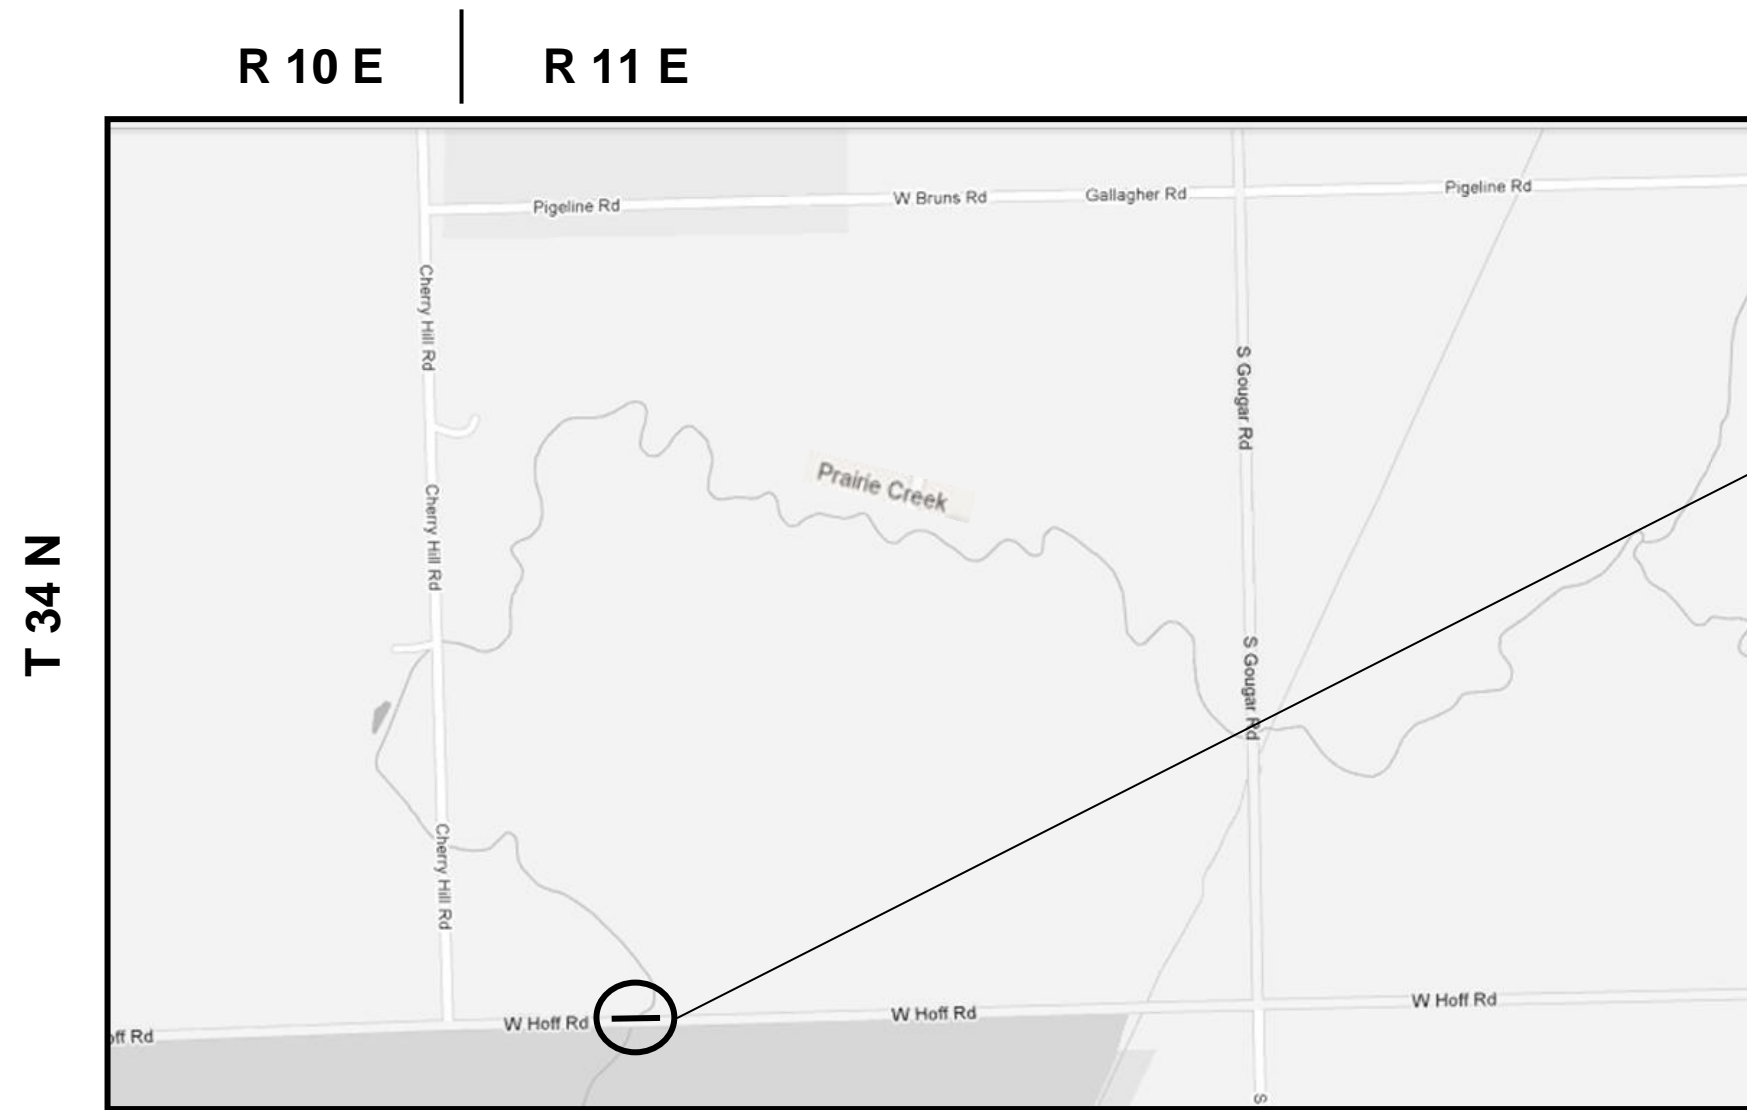 R 10 E
R 11 E
T 34 N
Pigeline Rd
W Bruns Rd
Gallagher Rd
Pigeline Rd
Cherry Hill Rd
S Gougar Rd
Prairie Creek
Cherry Hill Rd
S Gougar Rd
Cherry Hill Rd
W Hoff Rd
W Hoff Rd
W Hoff Rd
off Rd
S